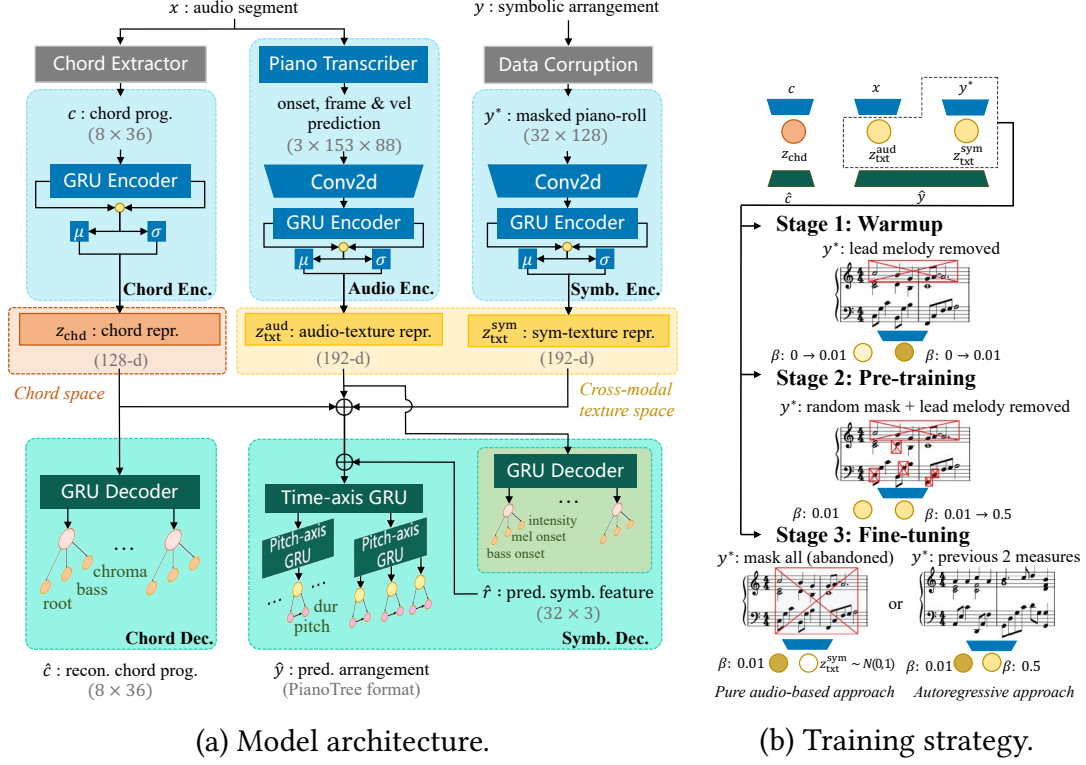 x : audio segment
y : symbolic arrangement
Chord Extractor
Piano Transcriber
Data Corruption
c : chord prog.
(8 × 36)
onset, frame & vel
prediction
(3 × 153 × 88)
y* : masked piano-roll
(32 × 128)
GRU Encoder
Conv2d
GRU Encoder
Conv2d
GRU Encoder
μ
σ
μ
σ
μ
σ
Chord Enc.
Audio Enc.
Symb. Enc.
z_chd : chord repr.
(128-d)
z_txt^aud : audio-texture repr.
(192-d)
z_txt^sym : sym-texture repr.
(192-d)
Chord space
Cross-modal
texture space
GRU Decoder
...
root
bass
chroma
Chord Dec.
Time-axis GRU
Pitch-axis
GRU
Pitch-axis
GRU
...
...
dur
pitch
GRU Decoder
...
intensity
mel onset
bass onset
r̂ : pred. symb. feature
(32 × 3)
Symb. Dec.
ĉ : recon. chord prog.
(8 × 36)
ŷ : pred. arrangement
(PianoTree format)
(a) Model architecture.
c
x
y*
z_chd
z_txt^aud
z_txt^sym
ĉ
ŷ
Stage 1: Warmup
y*: lead melody removed
β: 0 → 0.01
β: 0 → 0.01
Stage 2: Pre-training
y*: random mask + lead melody removed
β: 0.01
β: 0.01 → 0.5
Stage 3: Fine-tuning
y*: mask all (abandoned)
y*: previous 2 measures
or
β: 0.01
z_txt^sym ~ N(0,1)
β: 0.01
β: 0.5
Pure audio-based approach
Autoregressive approach
(b) Training strategy.